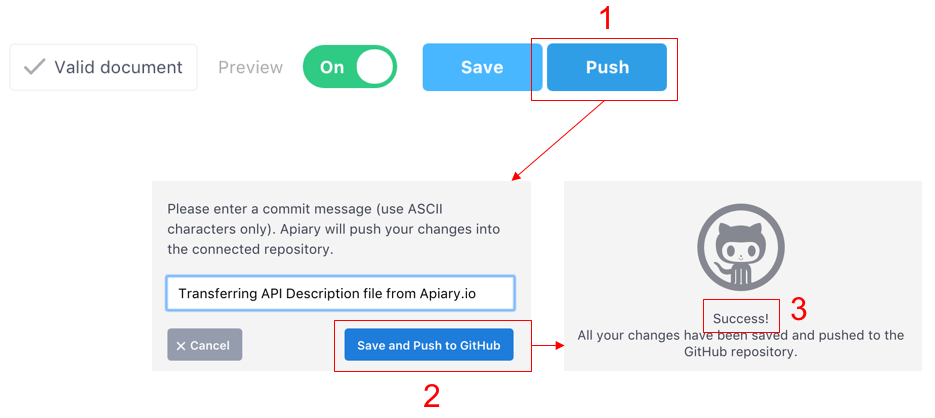 1
Valid document
Preview
On
Save
Push
Please enter a commit message (use ASCII
characters only). Apiary will push your changes into
the connected repository.
Transferring API Description file from Apiary.io
× Cancel
Save and Push to GitHub
2
Success!
3
All your changes have been saved and pushed to the
GitHub repository.